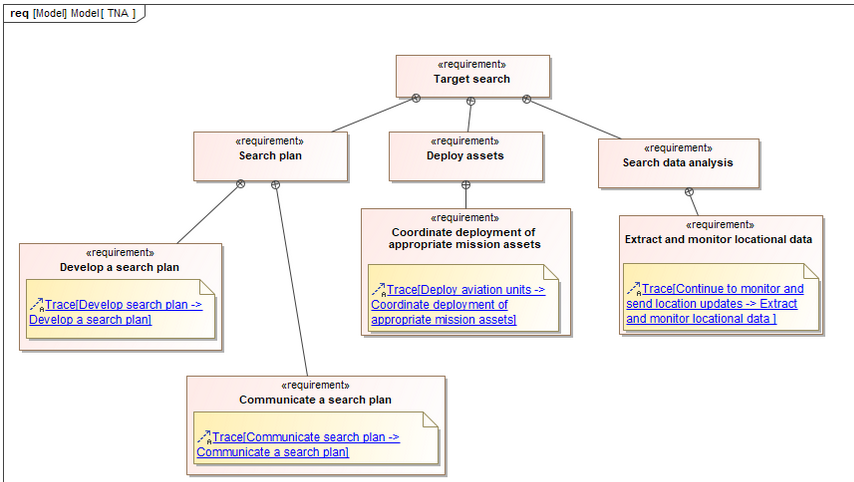 req [Model] Model[ TNA ]
«requirement»
Target search
«requirement»
Search plan
«requirement»
Deploy assets
«requirement»
Search data analysis
«requirement»
Develop a search plan
Trace[Develop search plan ->
Develop a search plan]
«requirement»
Coordinate deployment of
appropriate mission assets
Trace[Deploy aviation units ->
Coordinate deployment of
appropriate mission assets]
«requirement»
Extract and monitor locational data
Trace[Continue to monitor and
send location updates -> Extract
and monitor locational data ]
«requirement»
Communicate a search plan
Trace[Communicate search plan ->
Communicate a search plan]